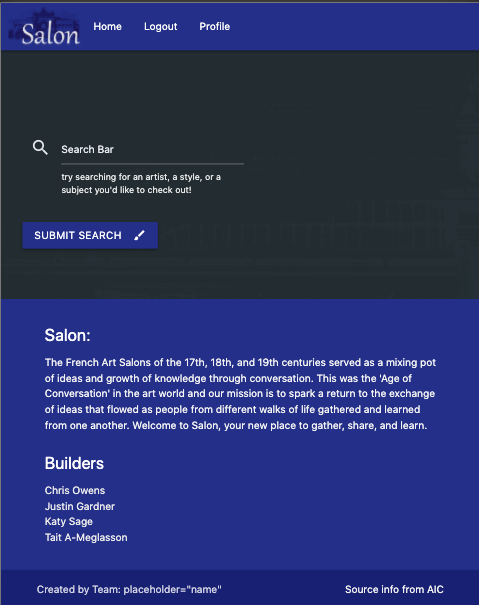 Salon
Home
Logout
Profile
Search Bar
try searching for an artist, a style, or a
subject you'd like to check out!
SUBMIT SEARCH
Salon:
The French Art Salons of the 17th, 18th, and 19th centuries served as a mixing pot
of ideas and growth of knowledge through conversation. This was the 'Age of
Conversation' in the art world and our mission is to spark a return to the exchange
of ideas that flowed as people from different walks of life gathered and learned
from one another. Welcome to Salon, your new place to gather, share, and learn.
Builders
Chris Owens
Justin Gardner
Katy Sage
Tait A-Meglasson
Created by Team: placeholder="name"
Source info from AIC